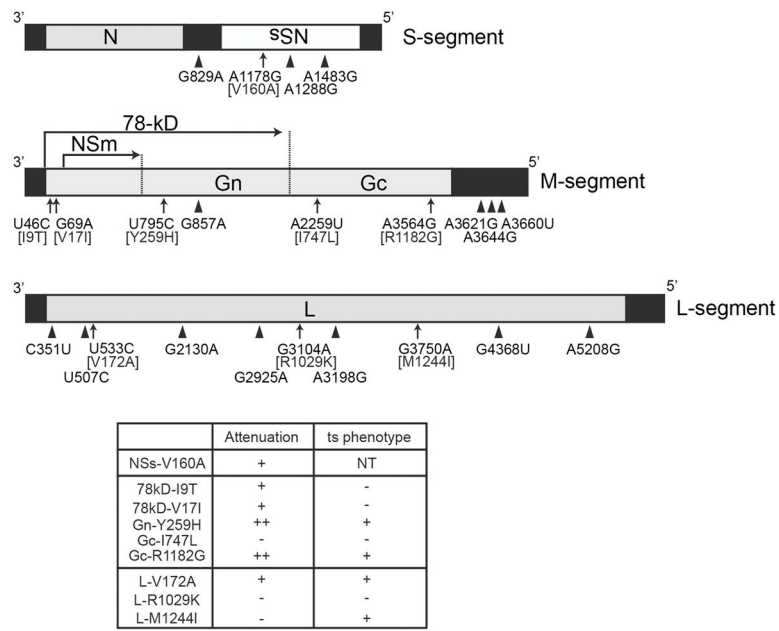 3’ 5’
N NSs S-segment
G829A A1178G A1483G
[V160A] A1288G
78-kD
NSm
3’ 5’
Gn Gc M-segment
U46C G69A U795C G857A A2259U A3564G A3621G A3660U
[I9T] [V17I] [Y259H] [I747L] [R1182G] A3644G
3’ 5’
L L-segment
C351U U533C G2130A G3104A G3750A G4368U A5208G
[V172A] [R1029K] [M1244I]
U507C G2925A A3198G
Attenuation ts phenotype
NSs-V160A + NT
78kD-I9T + -
78kD-V17I + -
Gn-Y259H ++ +
Gc-I747L - -
Gc-R1182G ++ +
L-V172A + +
L-R1029K - -
L-M1244I - +